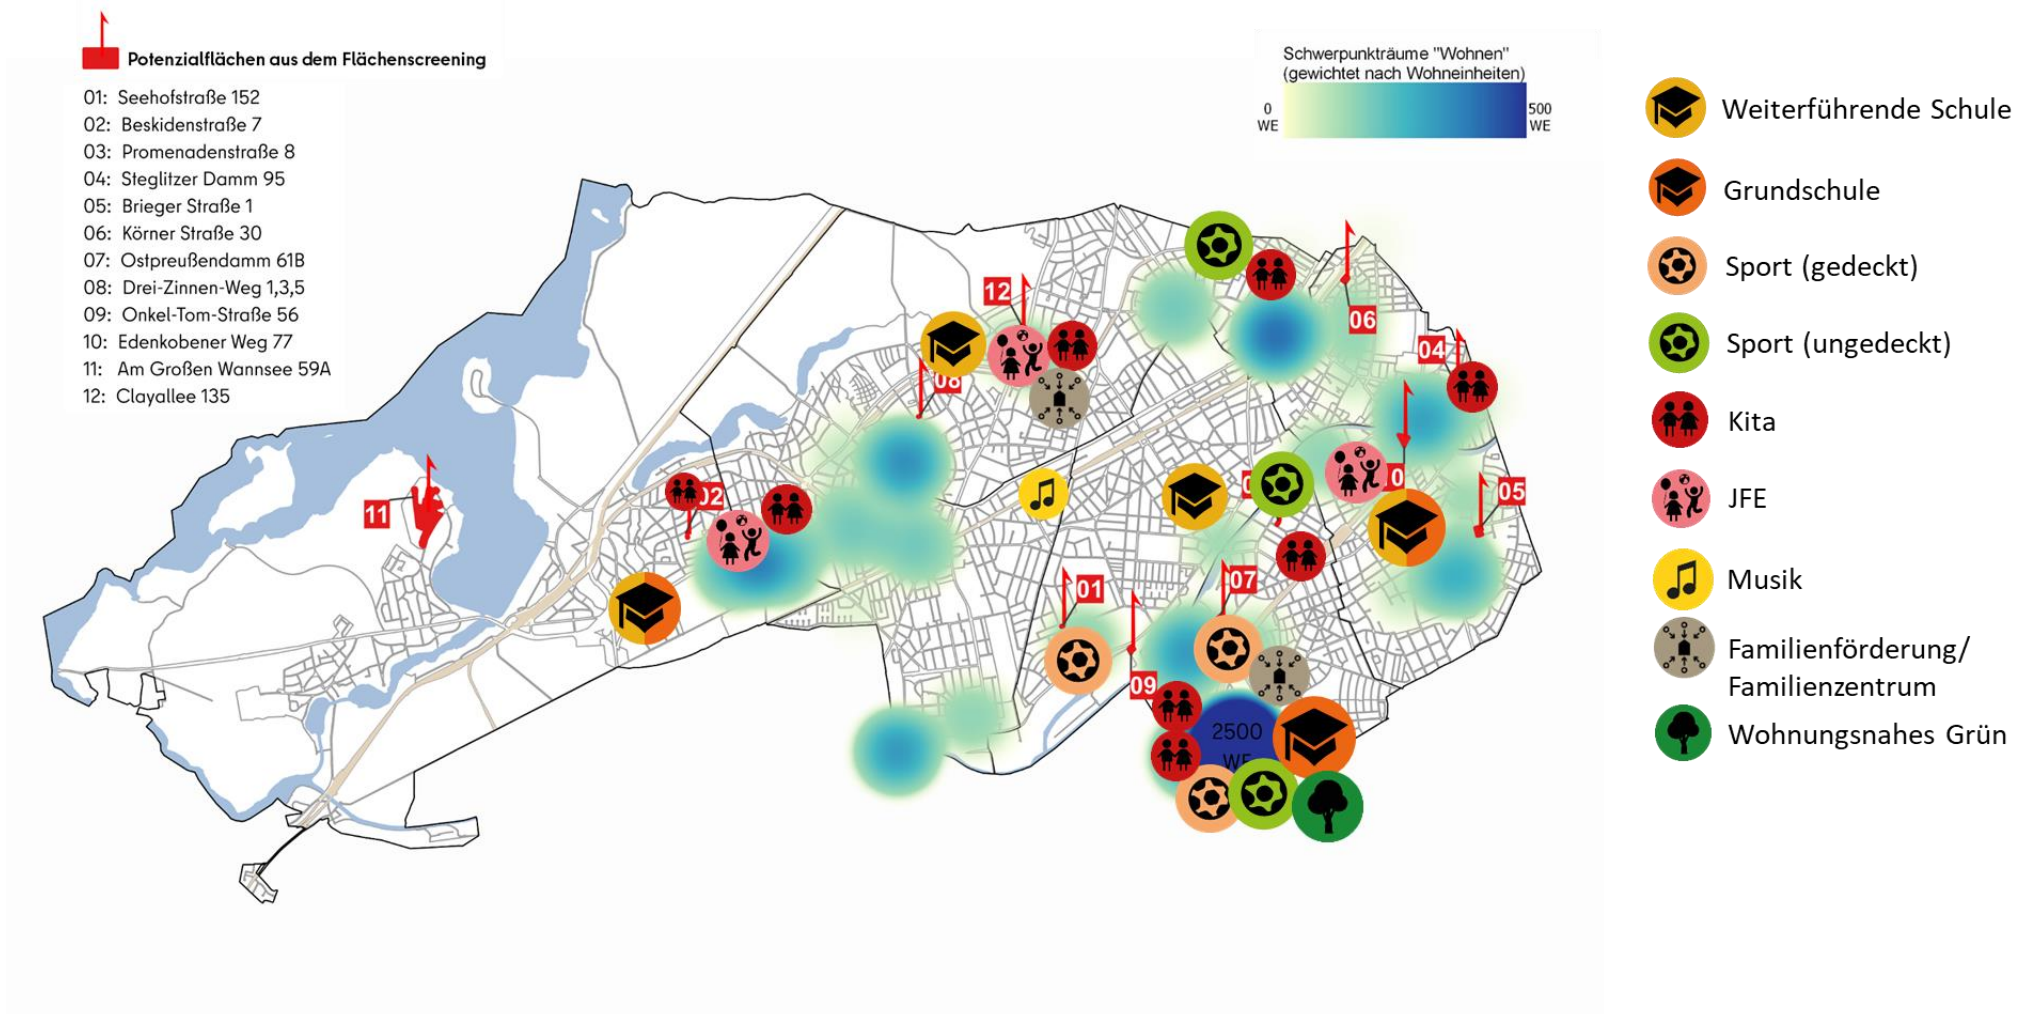 Potenzialflächen aus dem Flächenscreening
01: Seehofstraße 152
02: Beskidenstraße 7
03: Promenadenstraße 8
04: Steglitzer Damm 95
05: Brieger Straße 1
06: Körner Straße 30
07: Ostpreußendamm 61B
08: Drei-Zinnen-Weg 1,3,5
09: Onkel-Tom-Straße 56
10: Edenkobener Weg 77
11: Am Großen Wannsee 59A
12: Clayallee 135
Schwerpunkträume "Wohnen"
(gewichtet nach Wohneinheiten)
0
WE
500
WE
Weiterführende Schule
Grundschule
Sport (gedeckt)
Sport (ungedeckt)
Kita
JFE
Musik
Familienförderung/
Familienzentrum
Wohnungsnahes Grün
12
06
04
08
02
05
11
01
07
09
2500
WE